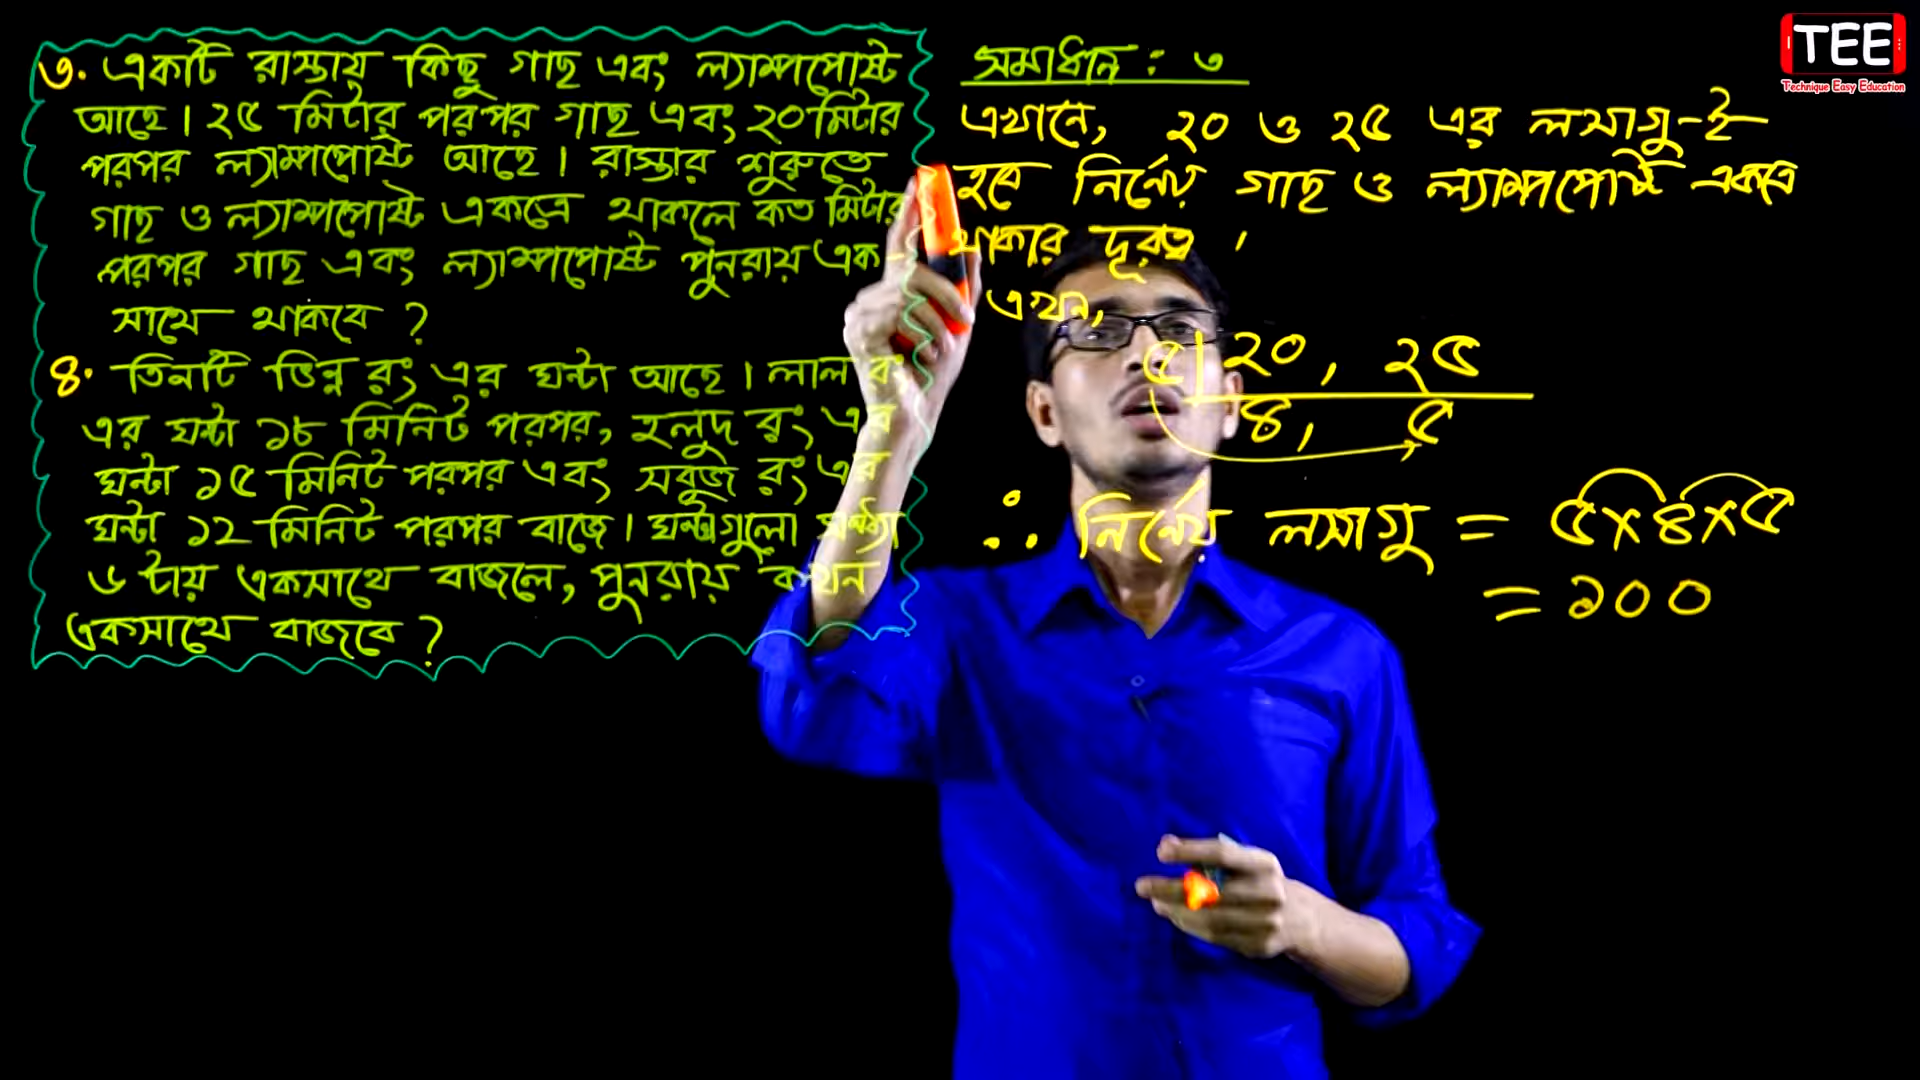 ৩. একটি রাস্তায় কিছু গাছ এবং ল্যাম্পপোষ্ট
আছে। ২৫ মিটার পরপর গাছ এবং ২০ মিটার
পরপর ল্যাম্পপোষ্ট আছে। রাস্তার শুরুতে
গাছ ও ল্যাম্পপোষ্ট একত্রে থাকলে কত মিটার
পরপর গাছ এবং ল্যাম্পপোষ্ট পুনরায় এক
সাথে থাকবে ?
৪. তিনটি ভিন্ন রং এর ঘন্টা আছে। লাল রং
এর ঘন্টা ১৮ মিনিট পরপর, হলুদ রং এর
ঘন্টা ১৫ মিনিট পরপর এবং সবুজ রং এর
ঘন্টা ১২ মিনিট পরপর বাজে। ঘন্টাগুলো সন্ধ্যা
৬ টায় একসাথে বাজলে, পুনরায় কখন
একসাথে বাজবে ?
সমাধান : ৩
এখানে, ২০ ও ২৫ এর লসাগু-ই
হবে নির্ণেয় গাছ ও ল্যাম্পপোষ্ট একত্রে
থাকার দূরত্ব ।
এখন,
৫ | ২০, ২৫
৪, ৫
∴ নির্ণেয় লসাগু = ৫×৪×৫
= ১০০
TEE
Technique Easy Education